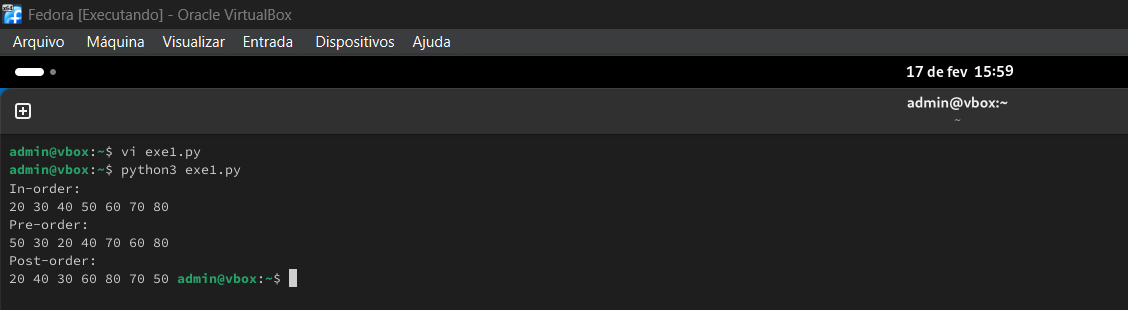 Fedora [Executando] - Oracle VirtualBox
Arquivo Máquina Visualizar Entrada Dispositivos Ajuda
17 de fev 15:59
admin@vbox:~
~
admin@vbox:~$ vi exe1.py
admin@vbox:~$ python3 exe1.py
In-order:
20 30 40 50 60 70 80
Pre-order:
50 30 20 40 70 60 80
Post-order:
20 40 30 60 80 70 50 admin@vbox:~$